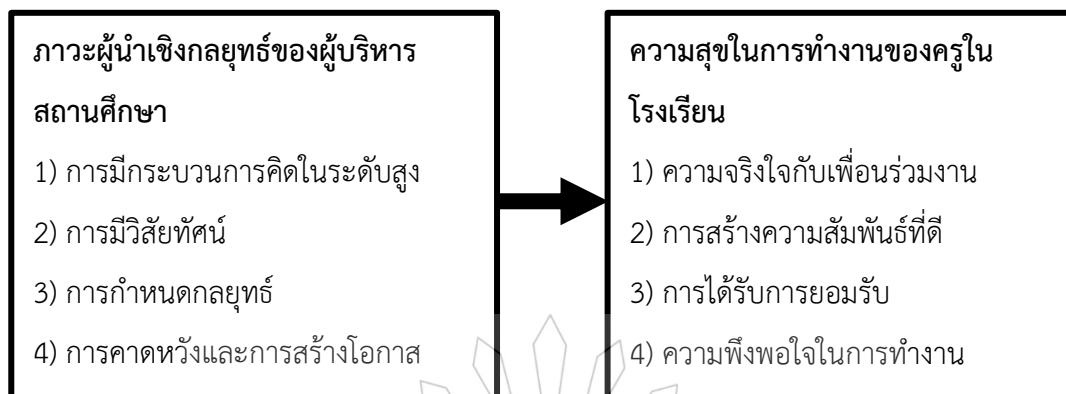 ภาวะผู้นำเชิงกลยุทธ์ของผู้บริหาร
สถานศึกษา
1) การมีกระบวนการคิดในระดับสูง
2) การมีวิสัยทัศน์
3) การกำหนดกลยุทธ์
4) การคาดหวังและการสร้างโอกาส
ความสุขในการทำงานของครูใน
โรงเรียน
1) ความจริงใจกับเพื่อนร่วมงาน
2) การสร้างความสัมพันธ์ที่ดี
3) การได้รับการยอมรับ
4) ความพึงพอใจในการทำงาน